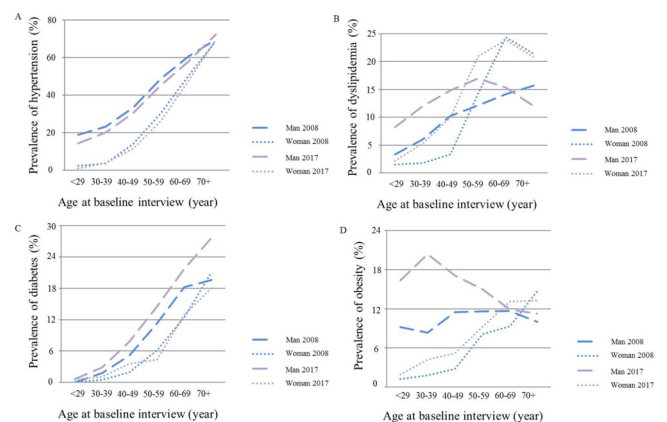 A
Prevalence of hypertension (%)
80
60
40
20
0
<29 30-39 40-49 50-59 60-69 70+
Age at baseline interview (year)
Man 2008
Woman 2008
Man 2017
Woman 2017
B
Prevalence of dyslipidemia (%)
30
25
20
15
10
5
0
<29 30-39 40-49 50-59 60-69 70+
Age at baseline interview (year)
Man 2008
Woman 2008
Man 2017
Woman 2017
C
Prevalence of diabetes (%)
30
24
18
12
6
0
<29 30-39 40-49 50-59 60-69 70+
Age at baseline interview (year)
Man 2008
Woman 2008
Man 2017
Woman 2017
D
Prevalence of obesity (%)
24
18
12
6
0
<29 30-39 40-49 50-59 60-69 70+
Age at baseline interview (year)
Man 2008
Woman 2008
Man 2017
Woman 2017